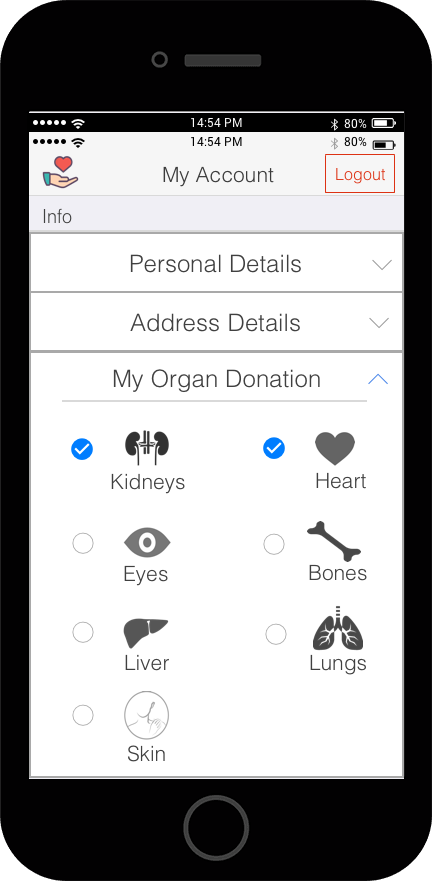 14:54 PM 80%
14:54 PM 80%
My Account Logout
Info
Personal Details
Address Details
My Organ Donation
Kidneys Heart
Eyes Bones
Liver Lungs
Skin